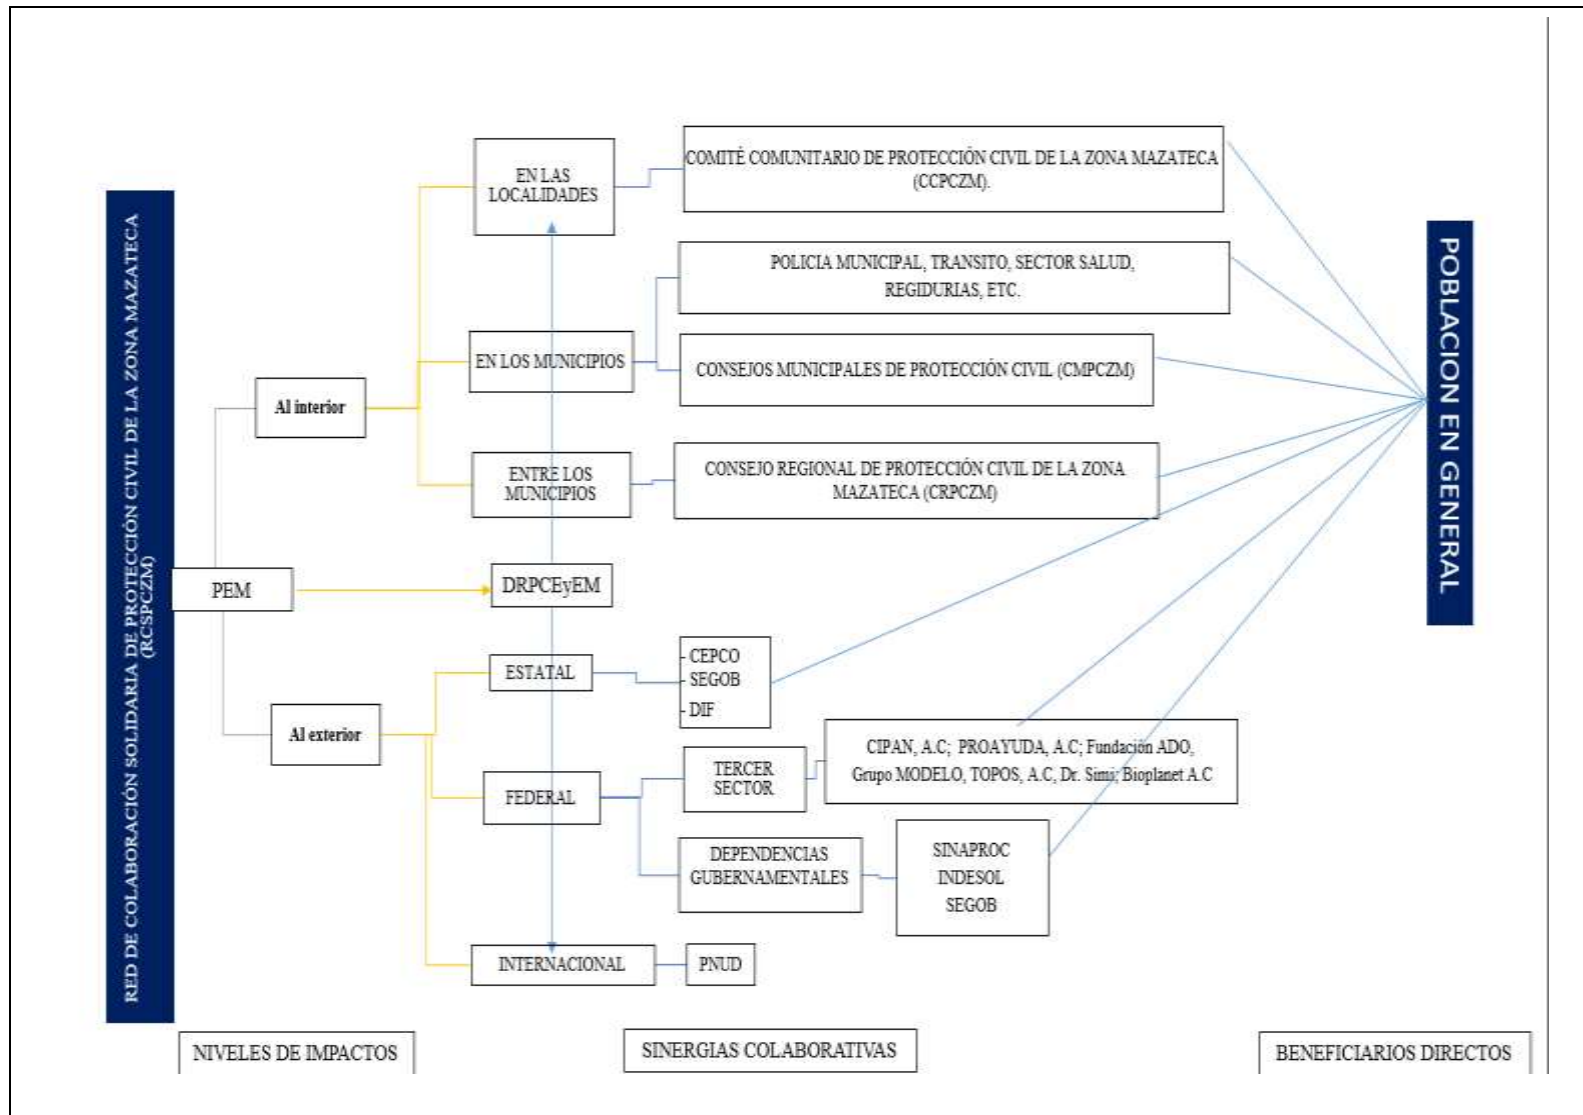 RED DE COLABORACIÓN SOLIDARIA DE PROTECCIÓN CIVIL DE LA ZONA MAZATECA
(RCSPCZM)
PEM
Al interior
EN LAS
LOCALIDADES
COMITÉ COMUNITARIO DE PROTECCIÓN CIVIL DE LA ZONA MAZATECA
(CCPCZM).
EN LOS MUNICIPIOS
POLICIA MUNICIPAL, TRANSITO, SECTOR SALUD,
REGIDURIAS, ETC.
CONSEJOS MUNICIPALES DE PROTECCIÓN CIVIL (CMPCZM)
ENTRE LOS
MUNICIPIOS
CONSEJO REGIONAL DE PROTECCIÓN CIVIL DE LA ZONA
MAZATECA (CRPCZM)
DRPCEyEM
Al exterior
ESTATAL
- CEPCO
- SEGOB
- DIF
FEDERAL
TERCER
SECTOR
CIPAN, A.C; PROAYUDA, A.C; Fundación ADO,
Grupo MODELO, TOPOS, A.C, Dr. Simi; Bioplanet A.C
DEPENDENCIAS
GUBERNAMENTALES
SINAPROC
INDESOL
SEGOB
INTERNACIONAL
PNUD
POBLACION EN GENERAL
NIVELES DE IMPACTOS
SINERGIAS COLABORATIVAS
BENEFICIARIOS DIRECTOS